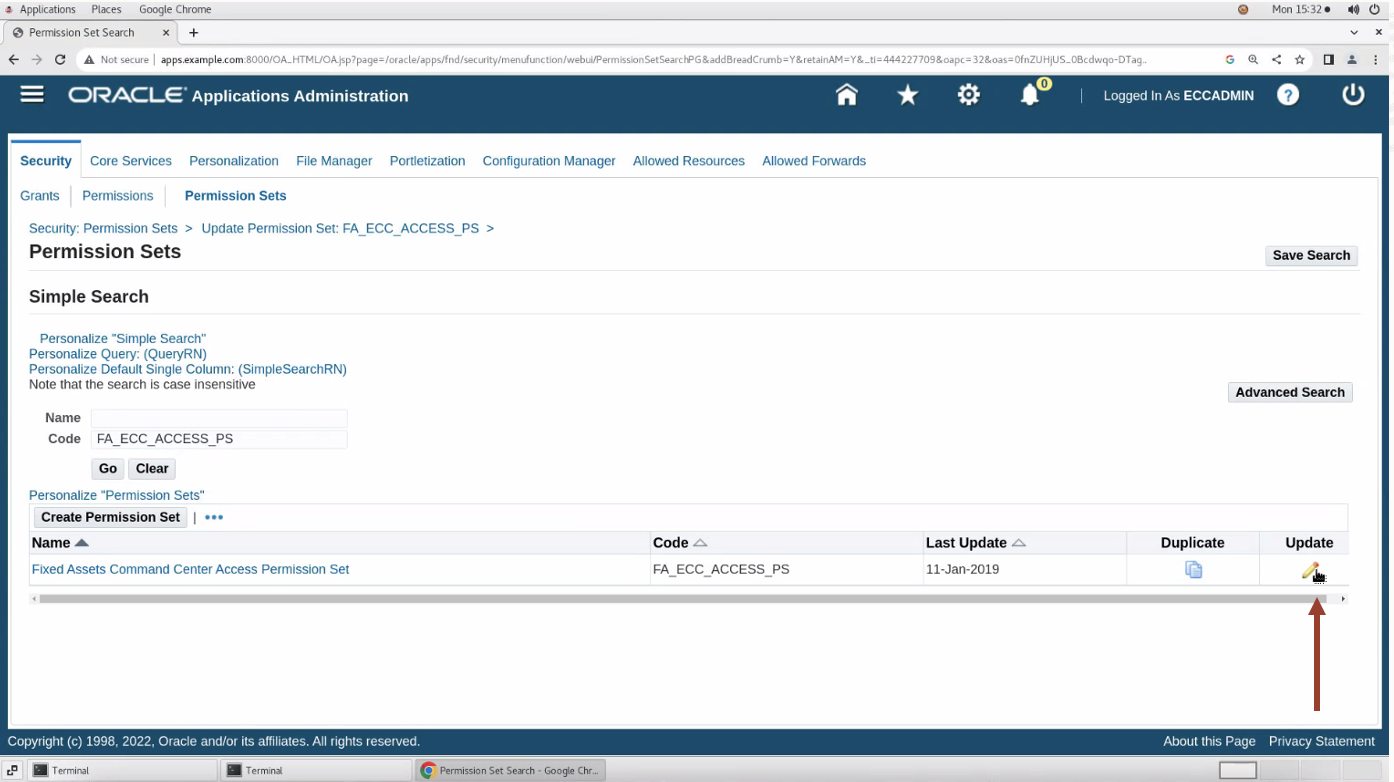 Applications Places Google Chrome Mon 15:32
Permission Set Search
Not secure apps.example.com:8000/OA_HTML/OA.jsp?page=/oracle/apps/fnd/security/menufunction/webui/PermissionSetSearchPG&addBreadCrumb=Y&retainAM=Y&_ti=444227709&oapc=32&oas=0fnZUHjUS_0Bcdwqo-DTag..
ORACLE® Applications Administration 0 Logged In As ECCADMIN ?
Security Core Services Personalization File Manager Portletization Configuration Manager Allowed Resources Allowed Forwards
Grants Permissions Permission Sets
Security: Permission Sets > Update Permission Set: FA_ECC_ACCESS_PS >
Permission Sets
Save Search
Simple Search
Personalize "Simple Search"
Personalize Query: (QueryRN)
Personalize Default Single Column: (SimpleSearchRN)
Note that the search is case insensitive
Advanced Search
Name
Code FA_ECC_ACCESS_PS
Go Clear
Personalize "Permission Sets"
Create Permission Set | •••
Name Code Last Update Duplicate Update
Fixed Assets Command Center Access Permission Set FA_ECC_ACCESS_PS 11-Jan-2019
Copyright (c) 1998, 2022, Oracle and/or its affiliates. All rights reserved. About this Page Privacy Statement
Terminal Terminal Permission Set Search - Google Chr...